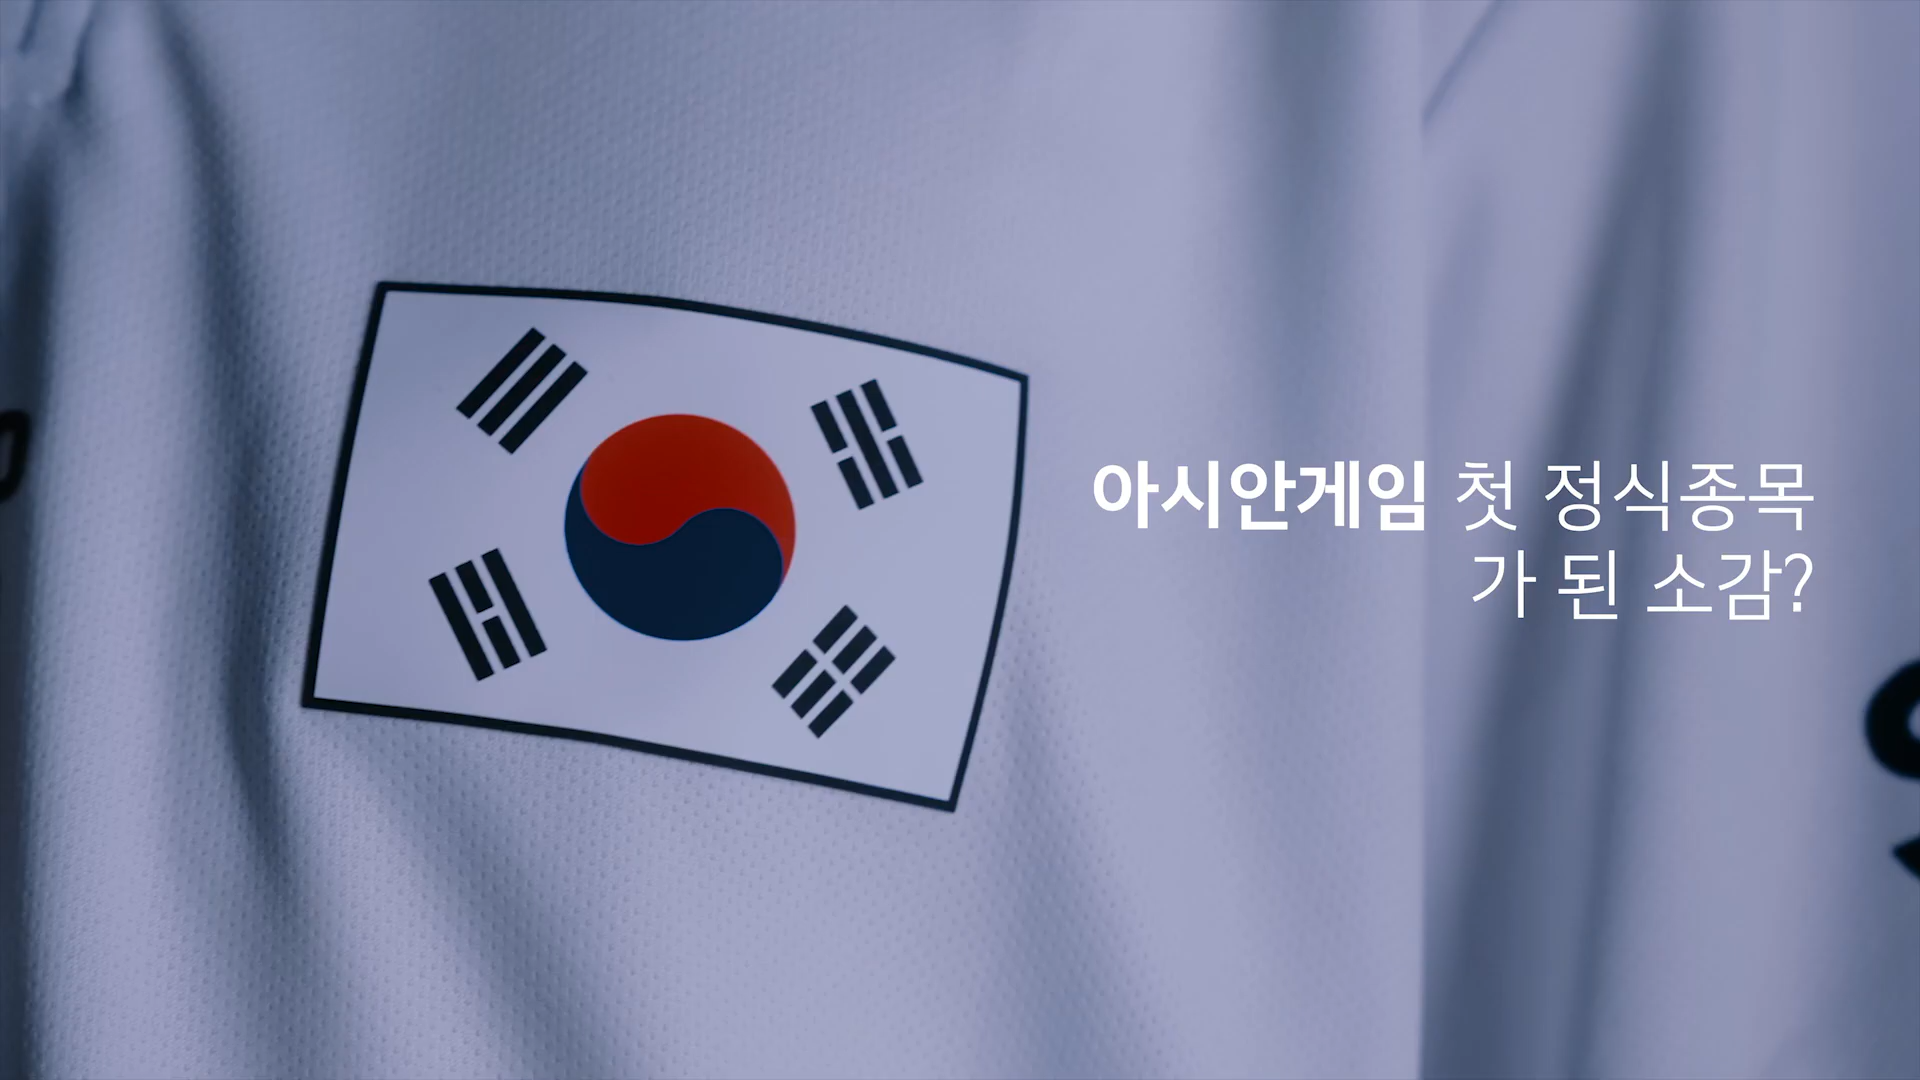 아시안게임 첫 정식종목
가 된 소감?